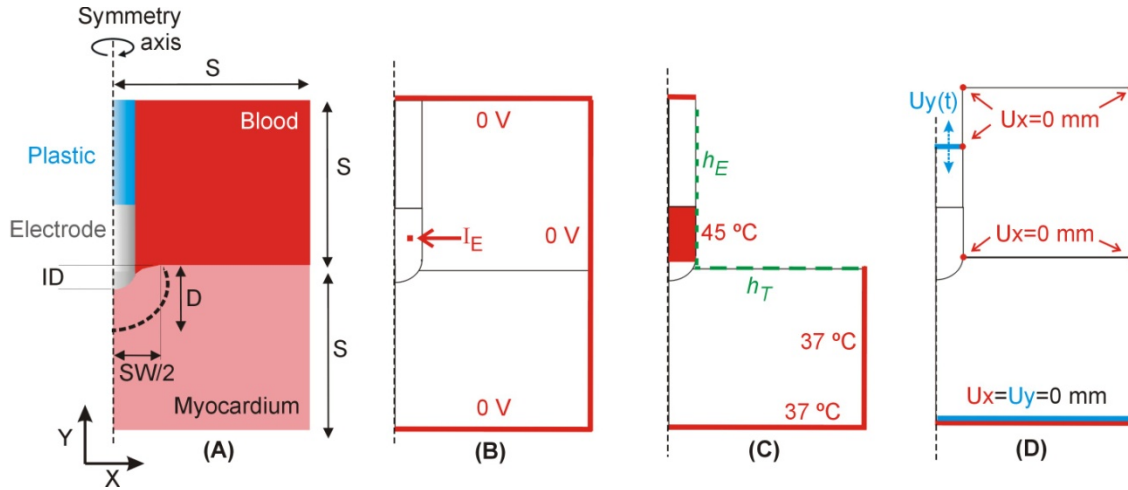 Symmetry
axis
S
Blood
Plastic
S
Electrode
ID
D
S
SW/2
Myocardium
Y
X
(A)
0 V
I_E
0 V
0 V
(B)
h_E
45 ºC
h_T
37 ºC
37 ºC
(C)
Uy(t)
Ux=0 mm
Ux=0 mm
Ux=Uy=0 mm
(D)